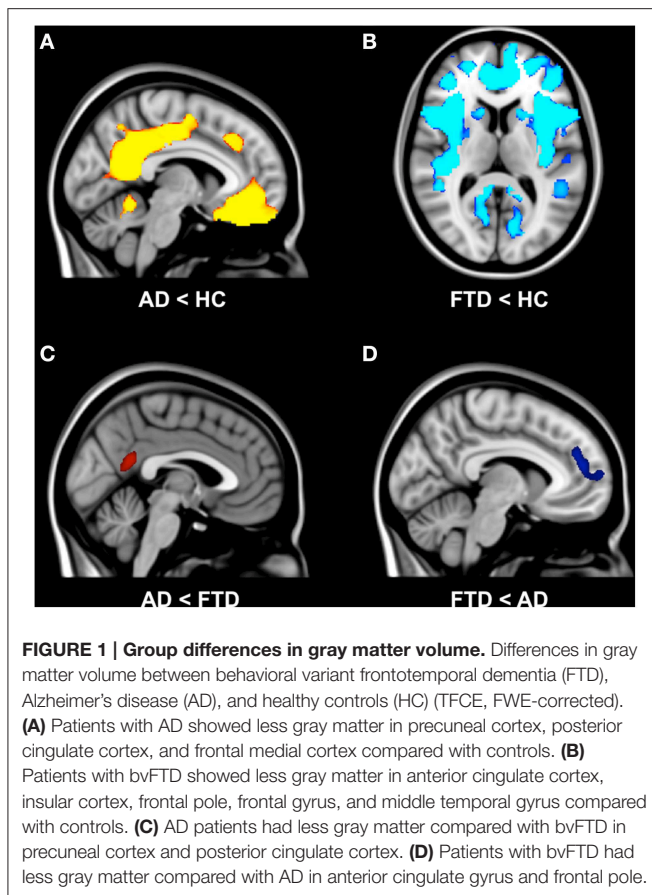 A
B
AD < HC
FTD < HC
C
D
AD < FTD
FTD < AD
FIGURE 1 | Group differences in gray matter volume. Differences in gray
matter volume between behavioral variant frontotemporal dementia (FTD),
Alzheimer's disease (AD), and healthy controls (HC) (TFCE, FWE-corrected).
(A) Patients with AD showed less gray matter in precuneal cortex, posterior
cingulate cortex, and frontal medial cortex compared with controls. (B)
Patients with bvFTD showed less gray matter in anterior cingulate cortex,
insular cortex, frontal pole, frontal gyrus, and middle temporal gyrus compared
with controls. (C) AD patients had less gray matter compared with bvFTD in
precuneal cortex and posterior cingulate cortex. (D) Patients with bvFTD had
less gray matter compared with AD in anterior cingulate gyrus and frontal pole.